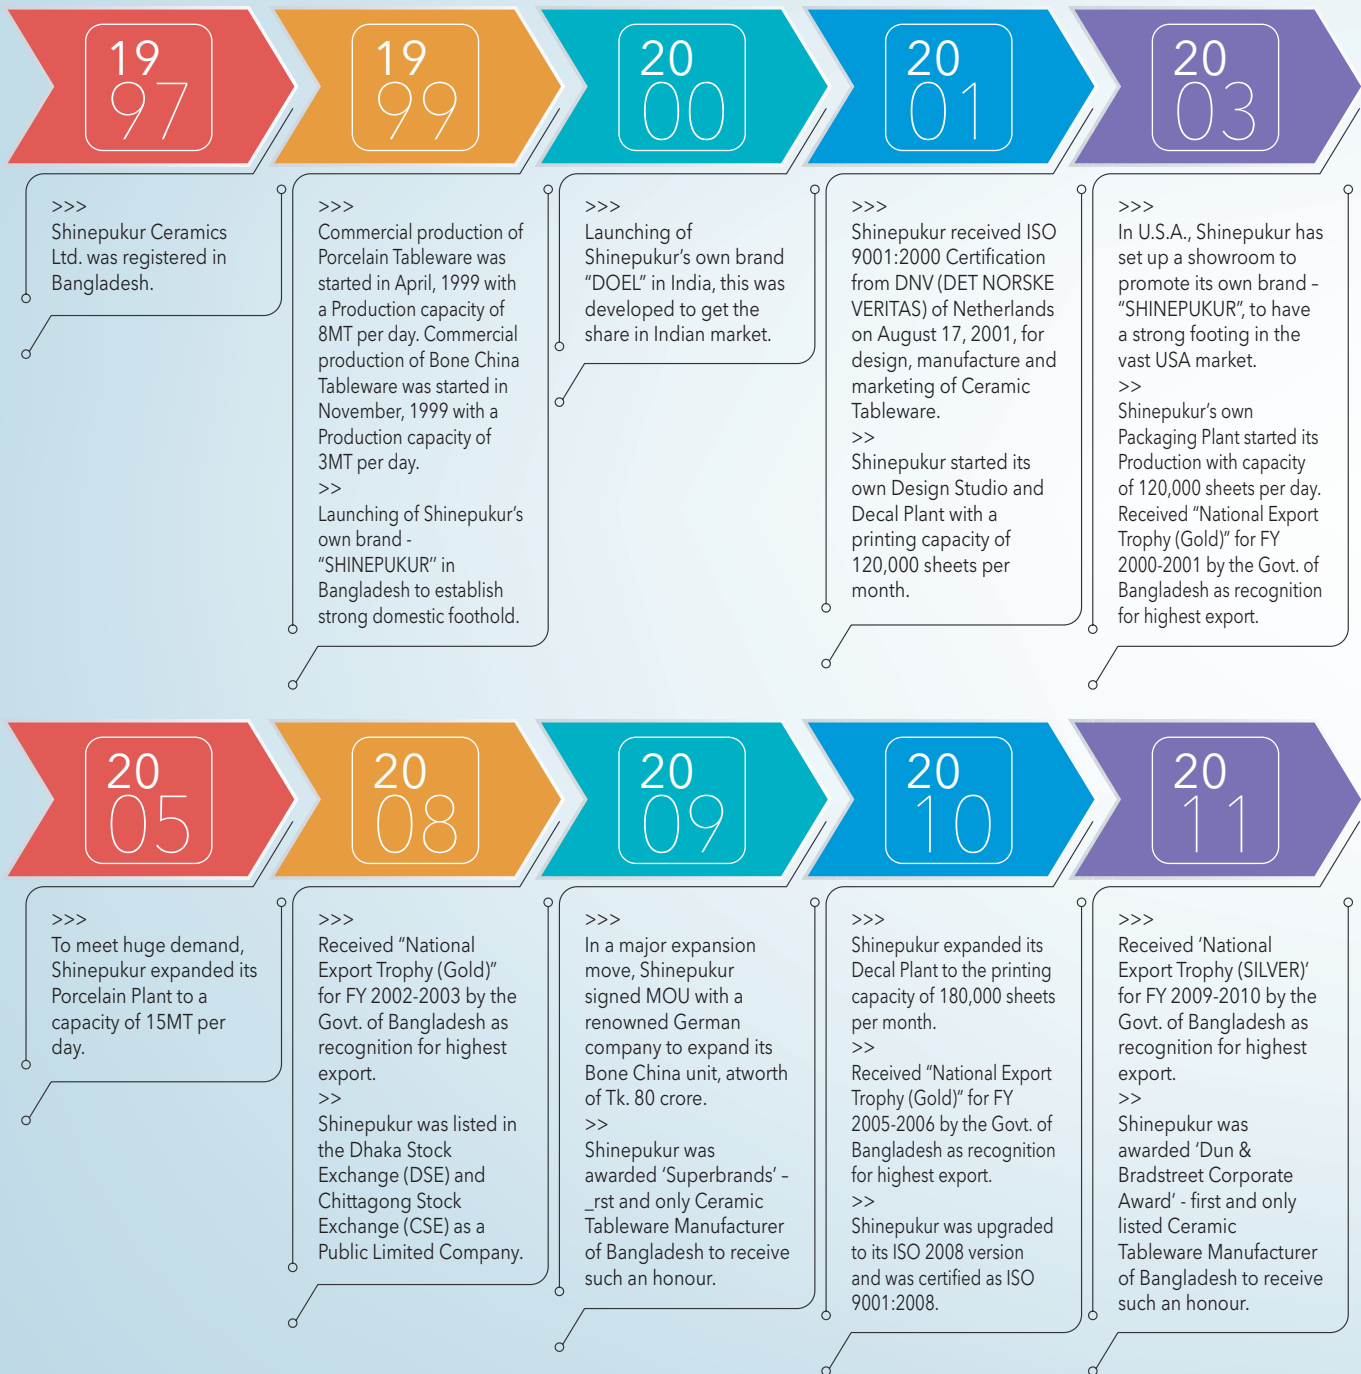 19
97
>>>
Shinepukur Ceramics
Ltd. was registered in
Bangladesh.
19
99
>>>
Commercial production of
Porcelain Tableware was
started in April, 1999 with
a Production capacity of
8MT per day. Commercial
production of Bone China
Tableware was started in
November, 1999 with a
Production capacity of
3MT per day.
>>
Launching of Shinepukur's
own brand -
“SHINEPUKUR” in
Bangladesh to establish
strong domestic foothold.
20
00
>>>
Launching of
Shinepukur's own brand
“DOEL” in India, this was
developed to get the
share in Indian market.
20
01
>>>
Shinepukur received ISO
9001:2000 Certification
from DNV (DET NORSKE
VERITAS) of Netherlands
on August 17, 2001, for
design, manufacture and
marketing of Ceramic
Tableware.
>>
Shinepukur started its
own Design Studio and
Decal Plant with a
printing capacity of
120,000 sheets per
month.
20
03
>>>
In U.S.A., Shinepukur has
set up a showroom to
promote its own brand –
“SHINEPUKUR”, to have
a strong footing in the
vast USA market.
>>
Shinepukur's own
Packaging Plant started its
Production with capacity
of 120,000 sheets per day.
Received “National Export
Trophy (Gold)” for FY
2000-2001 by the Govt. of
Bangladesh as recognition
for highest export.
20
05
>>>
To meet huge demand,
Shinepukur expanded its
Porcelain Plant to a
capacity of 15MT per
day.
20
08
>>>
Received “National
Export Trophy (Gold)”
for FY 2002-2003 by the
Govt. of Bangladesh as
recognition for highest
export.
>>
Shinepukur was listed in
the Dhaka Stock
Exchange (DSE) and
Chittagong Stock
Exchange (CSE) as a
Public Limited Company.
20
09
>>>
In a major expansion
move, Shinepukur
signed MOU with a
renowned German
company to expand its
Bone China unit, atworth
of Tk. 80 crore.
>>
Shinepukur was
awarded ‘Superbrands’ –
_rst and only Ceramic
Tableware Manufacturer
of Bangladesh to receive
such an honour.
20
10
>>>
Shinepukur expanded its
Decal Plant to the printing
capacity of 180,000 sheets
per month.
>>
Received “National Export
Trophy (Gold)” for FY
2005-2006 by the Govt. of
Bangladesh as recognition
for highest export.
>>
Shinepukur was upgraded
to its ISO 2008 version
and was certified as ISO
9001:2008.
20
11
>>>
Received ‘National
Export Trophy (SILVER)’
for FY 2009-2010 by the
Govt. of Bangladesh as
recognition for highest
export.
>>
Shinepukur was
awarded ‘Dun &
Bradstreet Corporate
Award’ - first and only
listed Ceramic
Tableware Manufacturer
of Bangladesh to receive
such an honour.